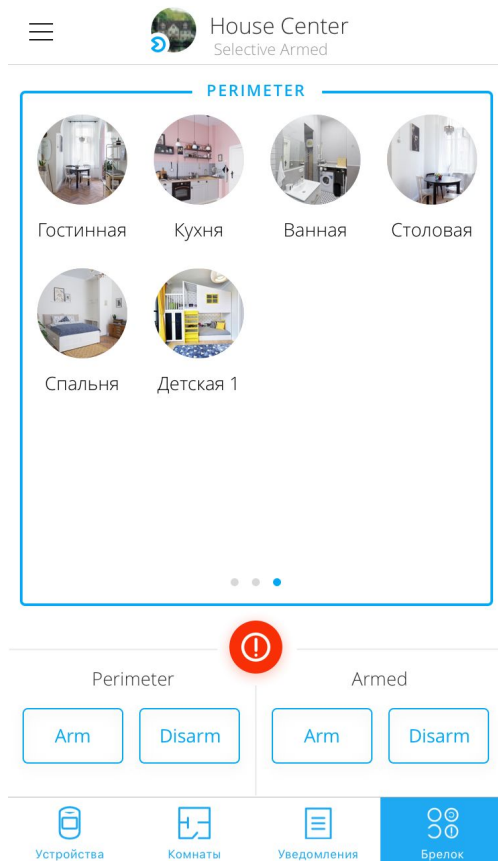 House Center
Selective Armed
PERIMETER
Гостинная Кухня Ванная Столовая
Спальня Детская 1
Perimeter Armed
Arm Disarm Arm Disarm
Устройства Комнаты Уведомления Брелок